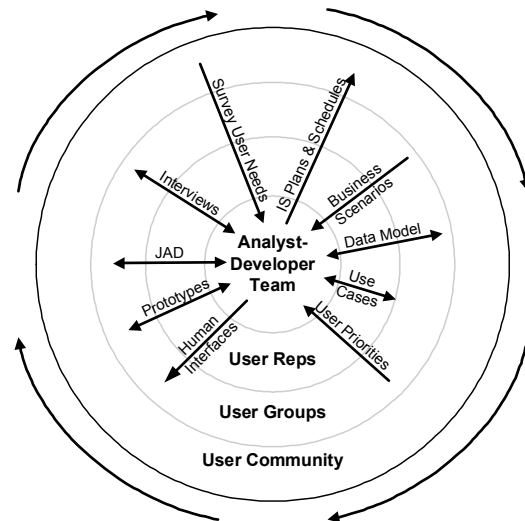 Survey User Needs
IS Plans & Schedules
Interviews
Business
Scenarios
JAD
Analyst-
Developer
Team
Data Model
Prototypes
Use
Cases
Human
Interfaces
User Priorities
User Reps
User Groups
User Community